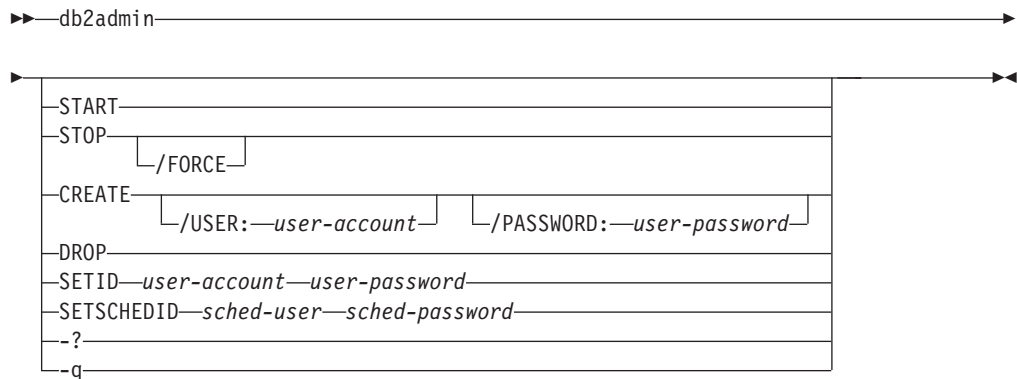 db2admin
START
STOP
/FORCE
CREATE
/USER: user-account /PASSWORD: user-password
DROP
SETID user-account user-password
SETSCHEDID sched-user sched-password
-?
-q